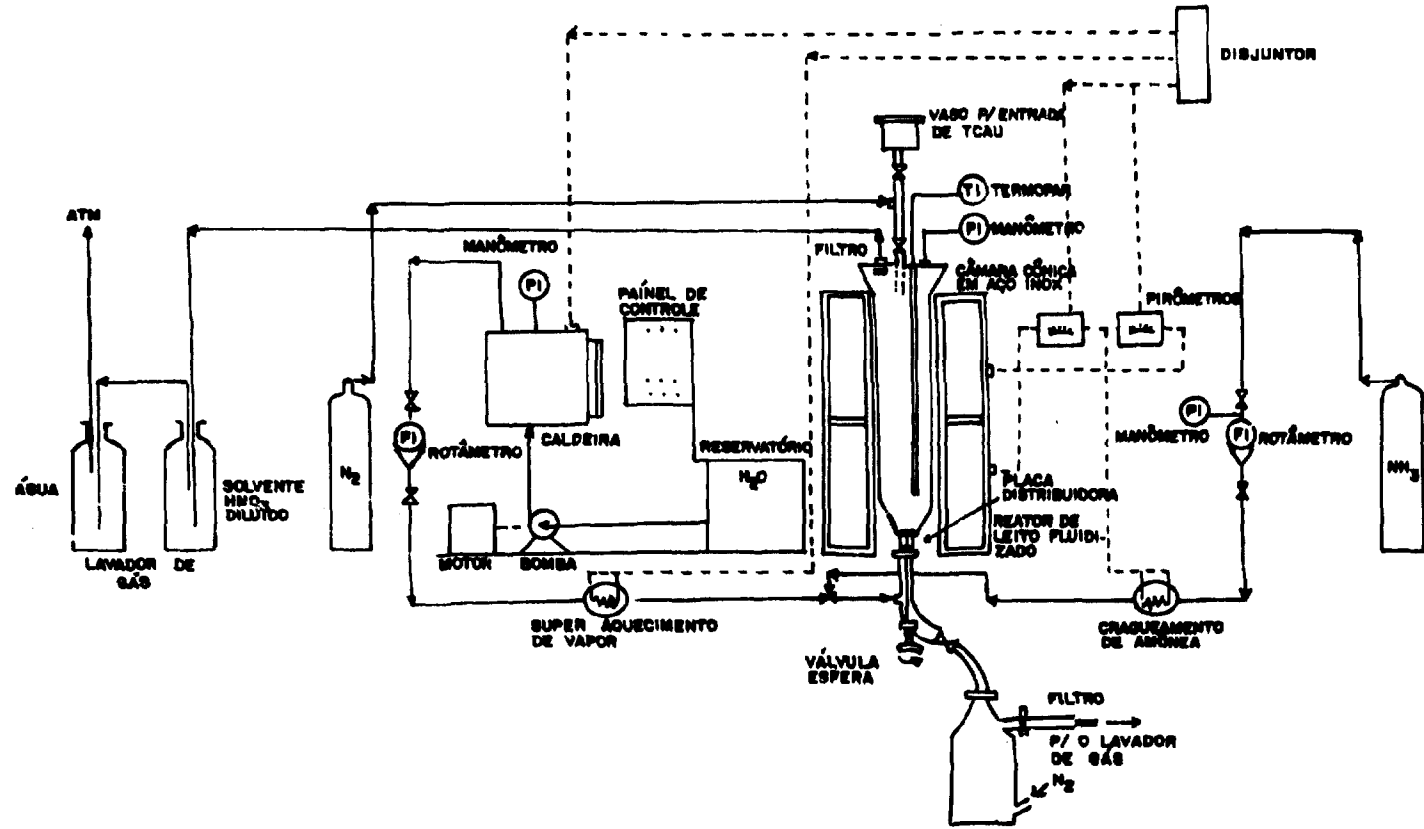 DISJUNTOR
VASO P/ ENTRADA
DE TCAU
TI
TERMOPAR
PI
MANÔMETRO
FILTRO
CÂMARA CÔNICA
EM AÇO INOX
ATM
MANÔMETRO
PI
PAÍNEL DE
CONTROLE
PIRÔMETROS
CALDEIRA
FI
ROTÂMETRO
RESERVATÓRIO
H2O
PI
MANÔMETRO
FI
ROTÂMETRO
NH3
N2
ÁGUA
SOLVENTE
HNO3
DILUÍDO
LAVADOR DE
GÁS
MOTOR
BOMBA
PLACA
DISTRIBUIDORA
REATOR DE
LEITO FLUIDI-
ZADO
SUPER AQUECIMENTO
DE VAPOR
CRAQUEAMENTO
DE AMÔNEA
VÁLVULA
ESFERA
FILTRO
P/ O LAVADOR
DE GÁS
N2